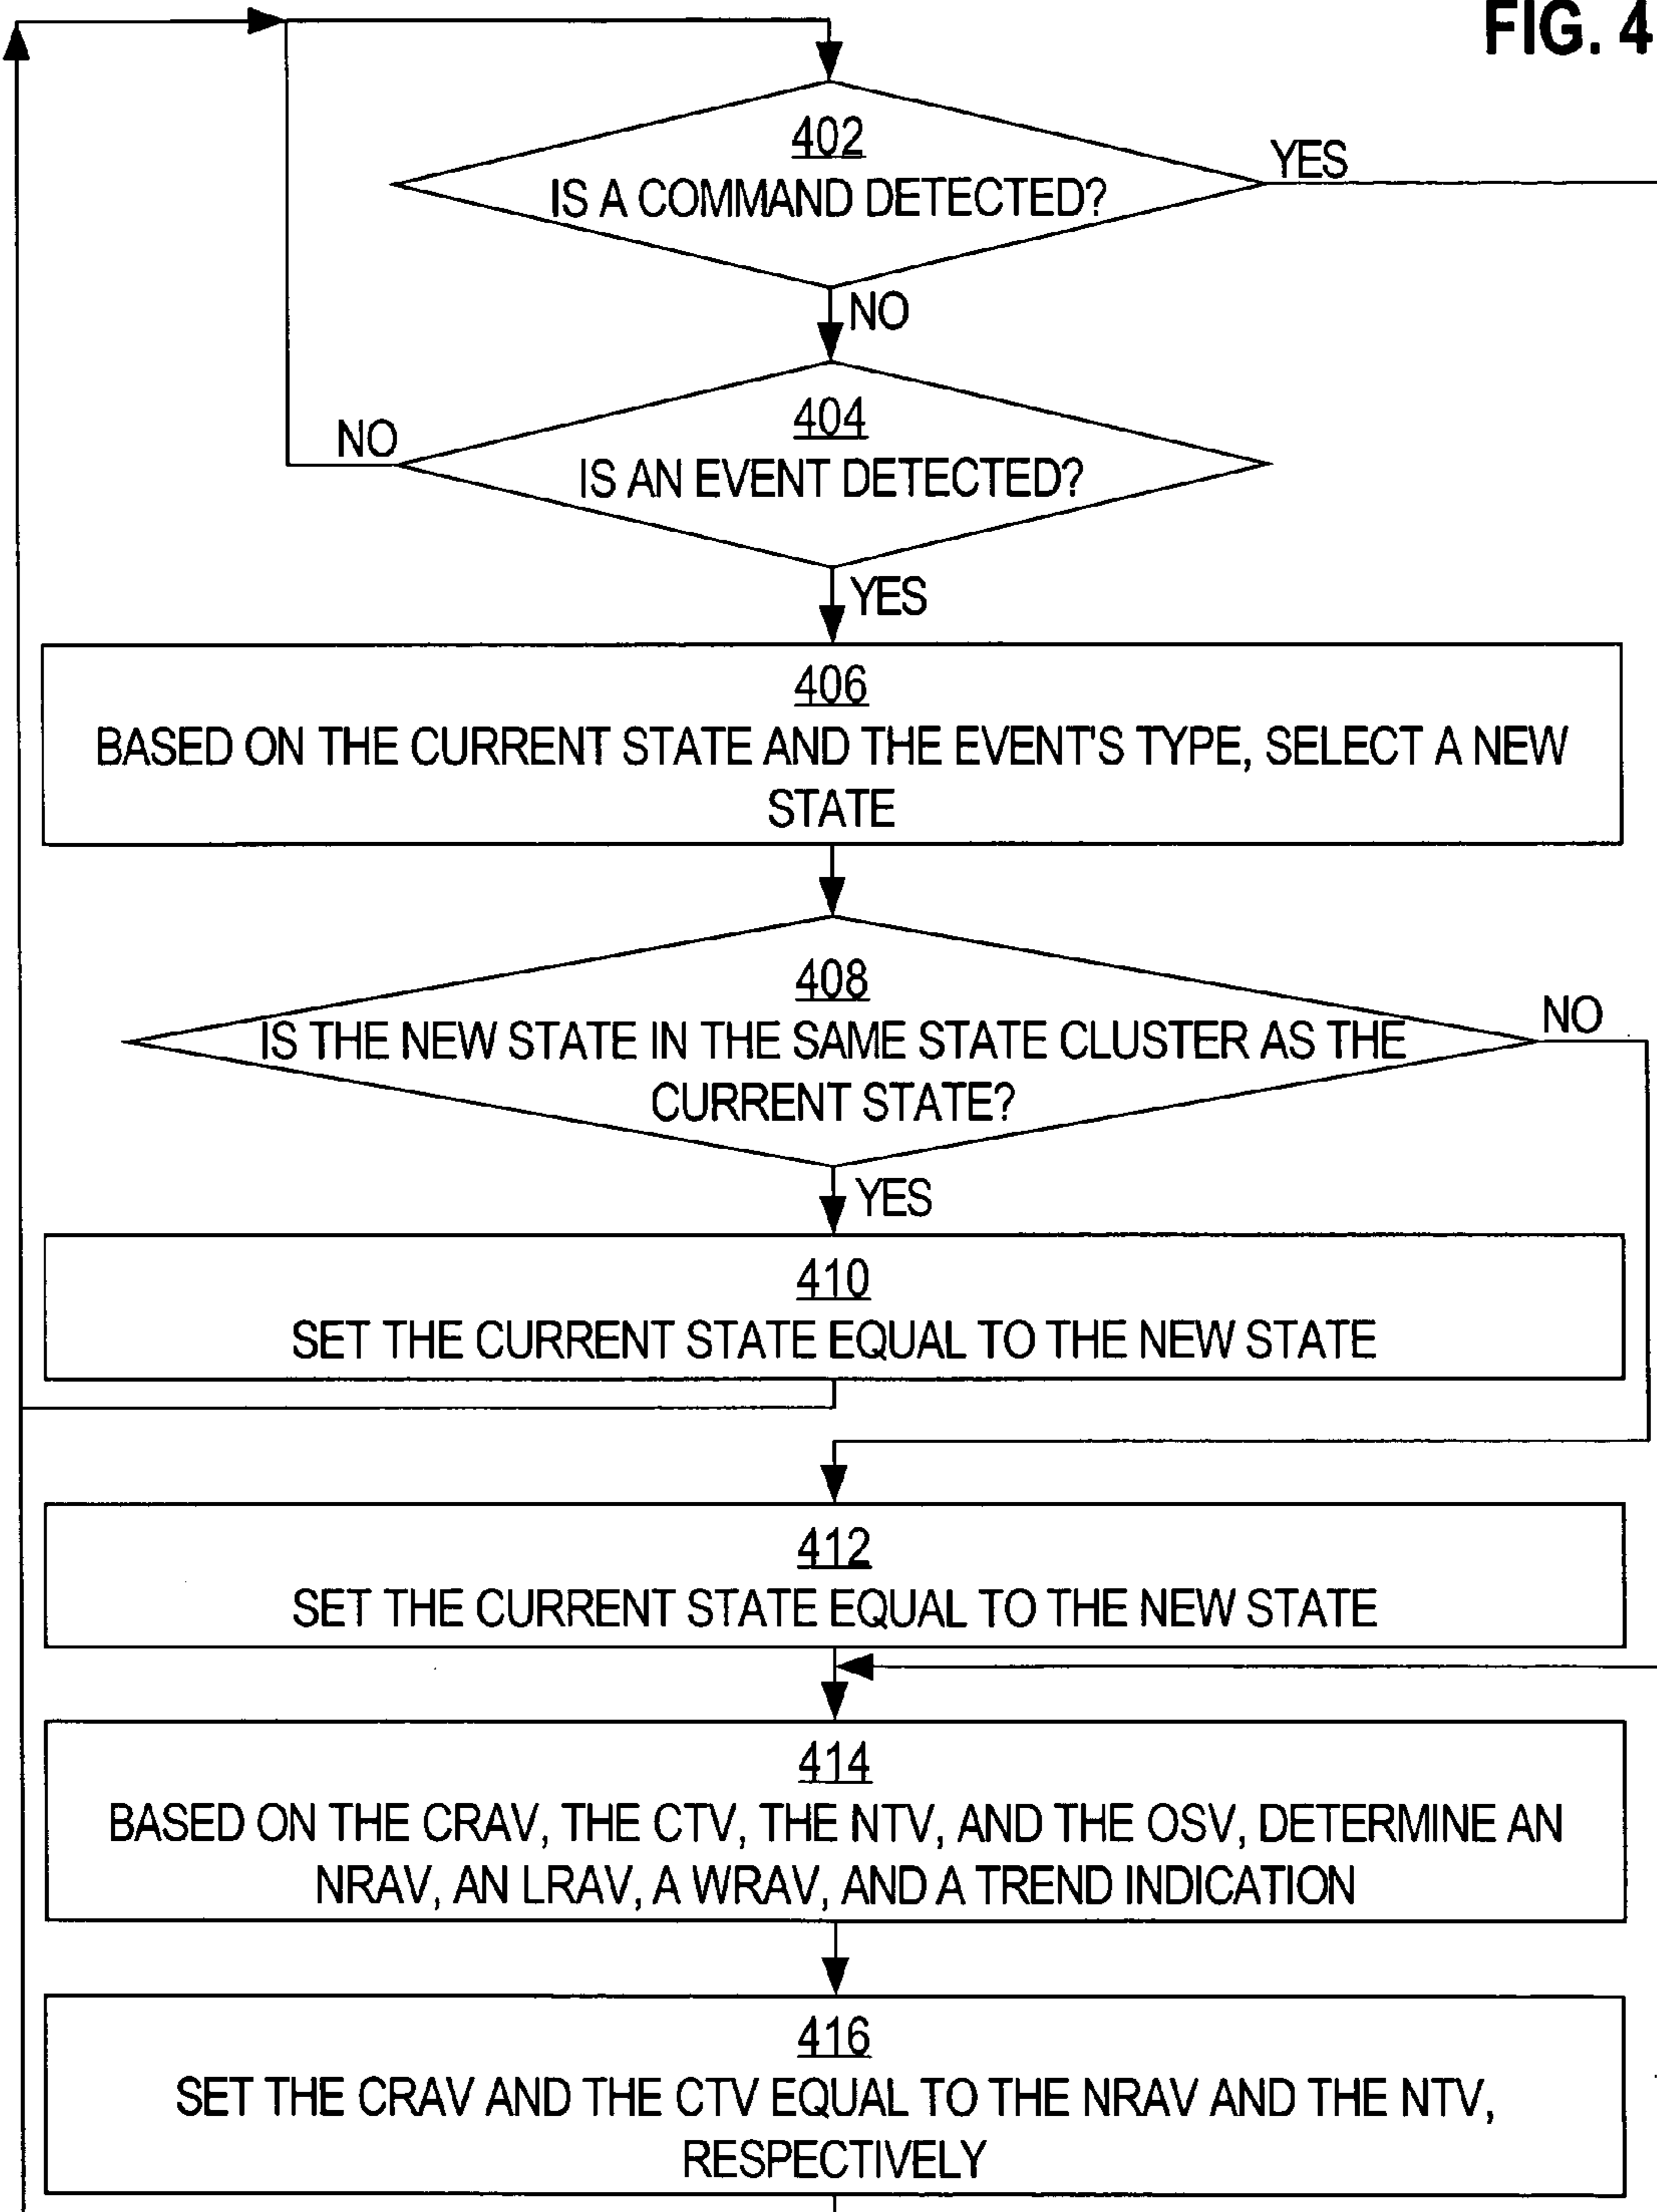 FIG. 4
402
IS A COMMAND DETECTED?
YES
NO
404
IS AN EVENT DETECTED?
NO
YES
406
BASED ON THE CURRENT STATE AND THE EVENT'S TYPE, SELECT A NEW
STATE
408
IS THE NEW STATE IN THE SAME STATE CLUSTER AS THE
CURRENT STATE?
NO
YES
410
SET THE CURRENT STATE EQUAL TO THE NEW STATE
412
SET THE CURRENT STATE EQUAL TO THE NEW STATE
414
BASED ON THE CRAV, THE CTV, THE NTV, AND THE OSV, DETERMINE AN
NRAV, AN LRAV, A WRAV, AND A TREND INDICATION
416
SET THE CRAV AND THE CTV EQUAL TO THE NRAV AND THE NTV,
RESPECTIVELY